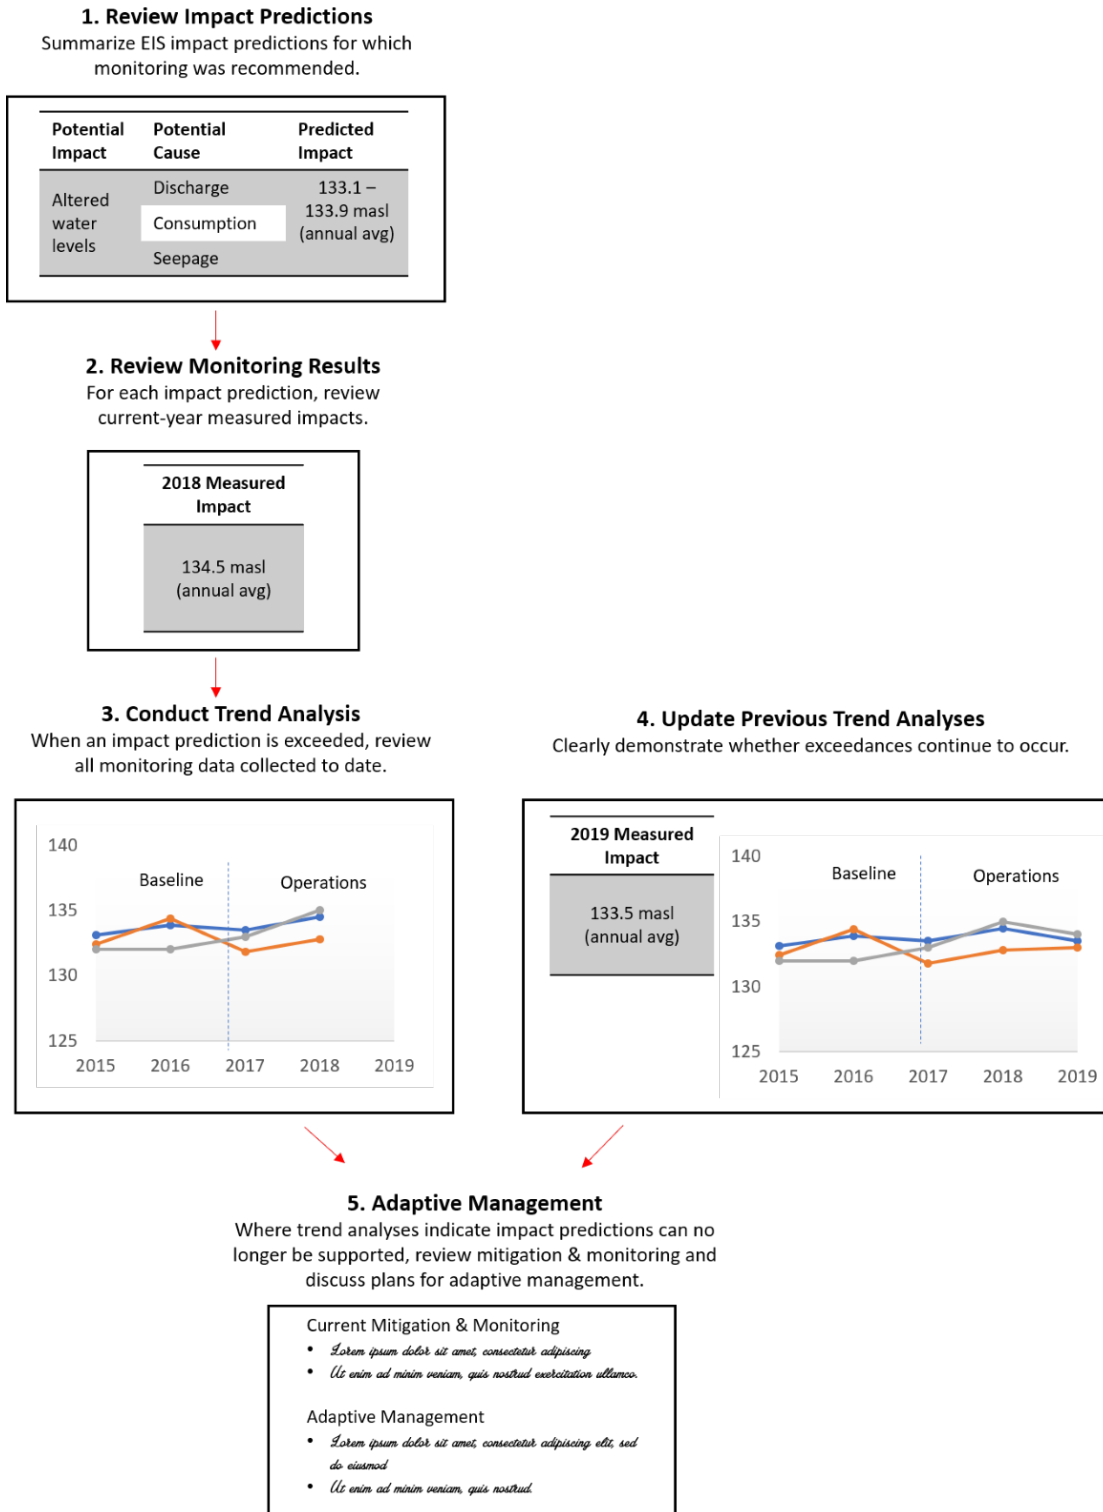 1. Review Impact Predictions
Summarize EIS impact predictions for which
monitoring was recommended.
Potential Impact
Potential Cause
Predicted Impact
Altered water levels
Discharge
Consumption
Seepage
133.1 –
133.9 masl
(annual avg)
2. Review Monitoring Results
For each impact prediction, review
current-year measured impacts.
2018 Measured
Impact
134.5 masl
(annual avg)
3. Conduct Trend Analysis
When an impact prediction is exceeded, review
all monitoring data collected to date.
140
135
130
125
Baseline
Operations
2015 2016 2017 2018 2019
4. Update Previous Trend Analyses
Clearly demonstrate whether exceedances continue to occur.
2019 Measured
Impact
133.5 masl
(annual avg)
140
135
130
125
Baseline
Operations
2015 2016 2017 2018 2019
5. Adaptive Management
Where trend analyses indicate impact predictions can no
longer be supported, review mitigation & monitoring and
discuss plans for adaptive management.
Current Mitigation & Monitoring
• Lorem ipsum dolor sit amet, consectetur adipiscing
• Ut enim ad minim veniam, quis nostrud exercitation ullamco.
Adaptive Management
• Lorem ipsum dolor sit amet, consectetur adipiscing elit, sed
do eiusmod
• Ut enim ad minim veniam, quis nostrud.